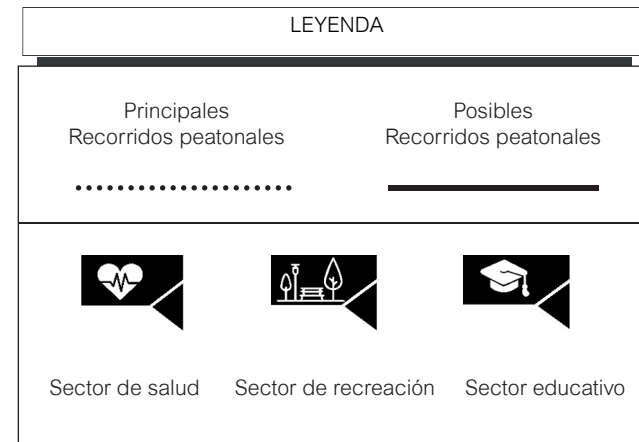 LEYENDA
Principales
Recorridos peatonales
Posibles
Recorridos peatonales
Sector de salud
Sector de recreación
Sector educativo